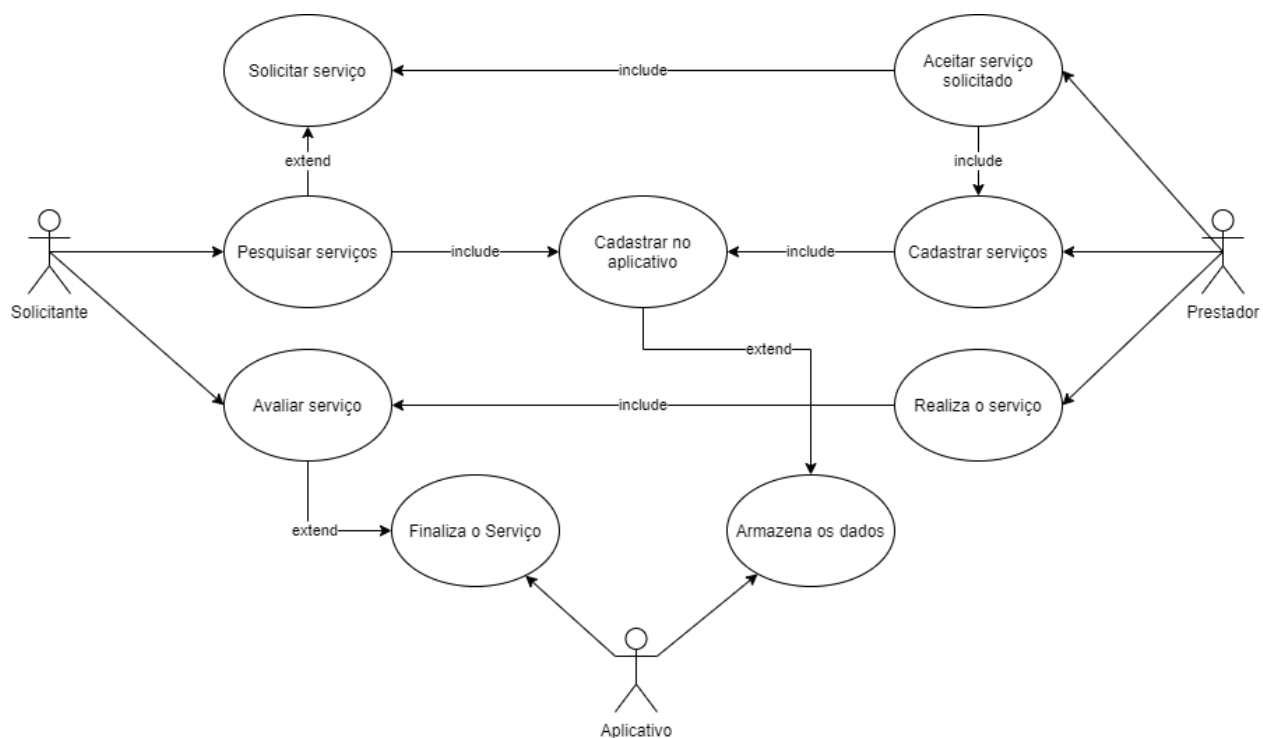 Solicitar serviço
include
Aceitar serviço
solicitado
extend
include
Solicitante
Pesquisar serviços
include
Cadastrar no
aplicativo
include
Cadastrar serviços
Prestador
extend
Avaliar serviço
include
Realiza o serviço
extend
Finaliza o Serviço
Armazena os dados
Aplicativo